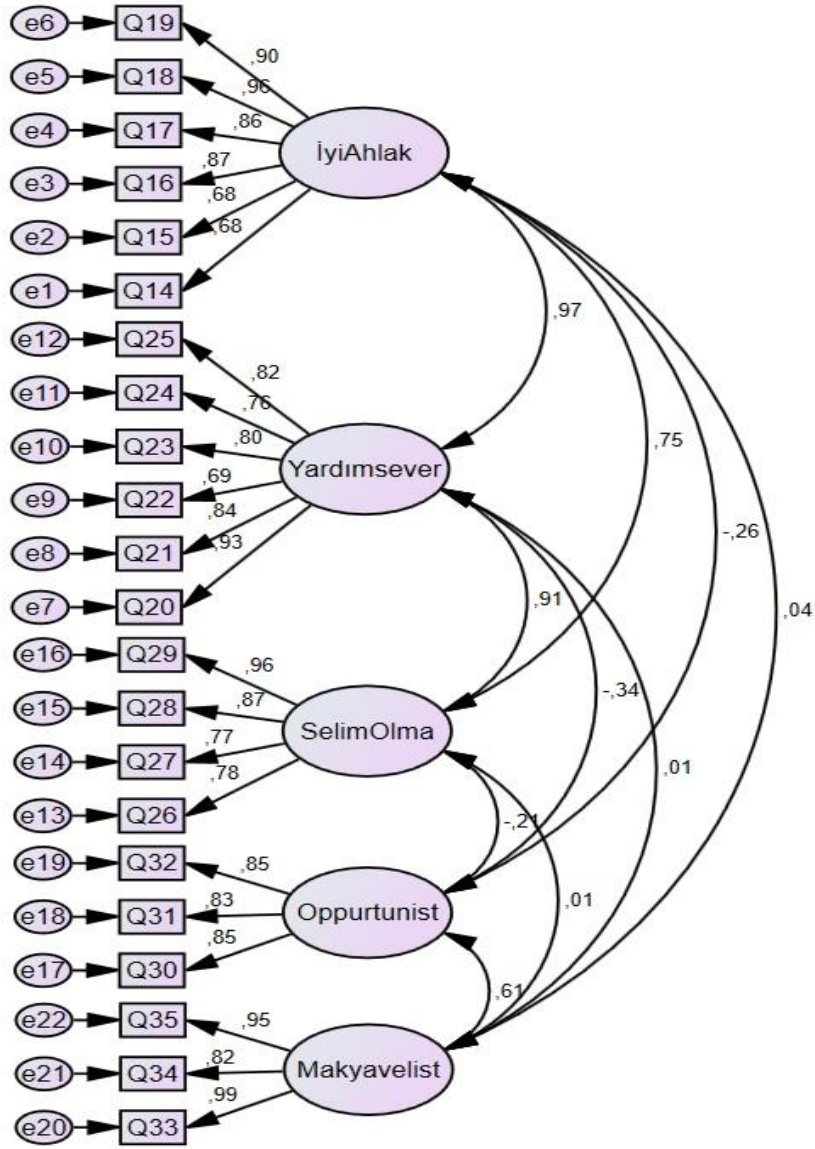 e6 Q19
,90
e5 Q18
,96
e4 Q17
,86
İyiAhlak
e3 Q16
,87
e2 Q15
,68
,68
e1 Q14
e12 Q25
,97
,82
e11 Q24
,76
e10 Q23
,80
,75
Yardımsever
e9 Q22
,69
e8 Q21
,84
,93
-,26
e7 Q20
,91
,04
e16 Q29
,96
-,34
e15 Q28
,87
SelimOlma
e14 Q27
,77
,01
,78
e13 Q26
-,21
e19 Q32
,85
,01
e18 Q31
,83
Oppurtunist
e17 Q30
,85
,61
e22 Q35
,95
e21 Q34
,82
Makyavelist
,99
e20 Q33